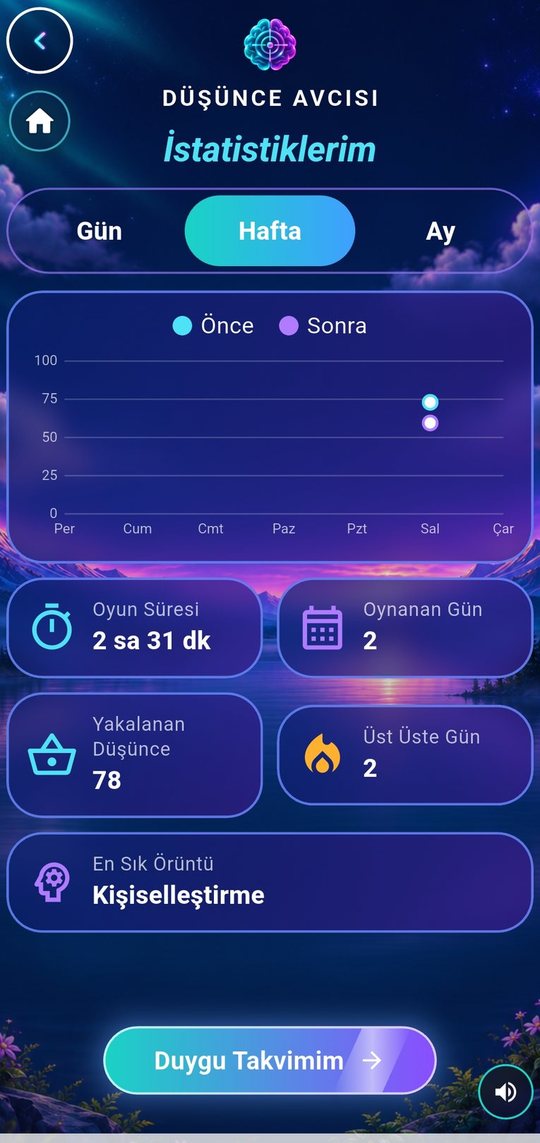 DÜŞÜNCE AVCISI
İstatistiklerim
Gün Hafta Ay
Önce Sonra
100
75
50
25
0
Per Cum Cmt Paz Pzt Sal Çar
Oyun Süresi
2 sa 31 dk
Oynanan Gün
2
Yakalanan
Düşünce
78
Üst Üste Gün
2
En Sık Örüntü
Kişiselleştirme
Duygu Takvimim